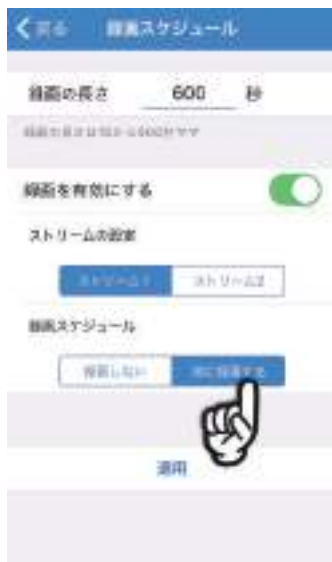 戻る 録画スケジュール
録画の長さ 600 秒
録画を有効にする
ストリームの設定
ストリーム1 ストリーム2
録画スケジュール
録画しない 常に録画する
適用